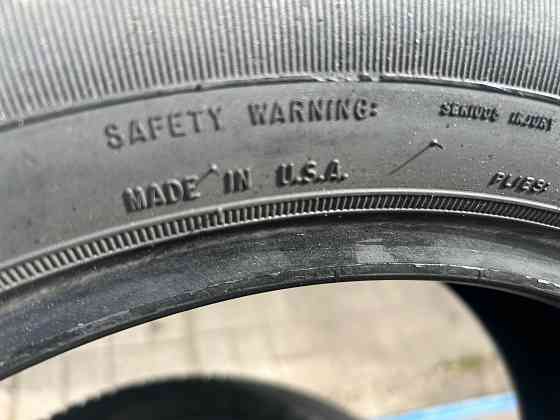 SAFETY WARNING: SERIOUS INJURY
MADE IN U.S.A. PLIES: